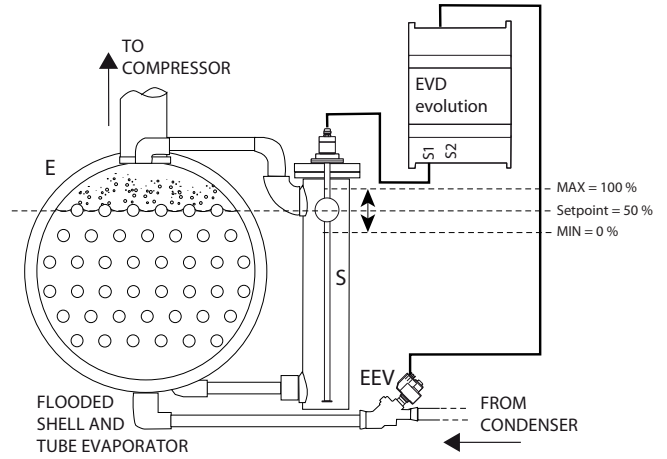 TO
COMPRESSOR
EVD
evolution
S1
S2
E
MAX = 100 %
Setpoint = 50 %
MIN = 0 %
S
EEV
FLOODED
SHELL AND
TUBE EVAPORATOR
FROM
CONDENSER